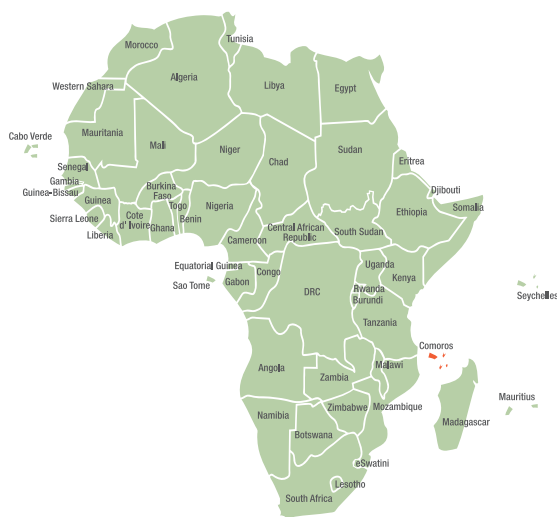 Tunisia
Morocco
Algeria
Libya
Egypt
Western Sahara
Mauritania
Mali
Niger
Chad
Sudan
Eritrea
Cabo Verde
Senegal
Gambia
Guinea-Bissau
Guinea
Sierra Leone
Liberia
Cote
d' Ivoire
Burkina
Faso
Ghana
Togo
Benin
Nigeria
Cameroon
Central African
Republic
South Sudan
Ethiopia
Djibouti
Somalia
Equatorial Guinea
Sao Tome
Gabon
Congo
DRC
Uganda
Kenya
Rwanda
Burundi
Tanzania
Seychelles
Comoros
Angola
Zambia
Malawi
Mozambique
Zimbabwe
Mauritius
Madagascar
Namibia
Botswana
eSwatini
Lesotho
South Africa